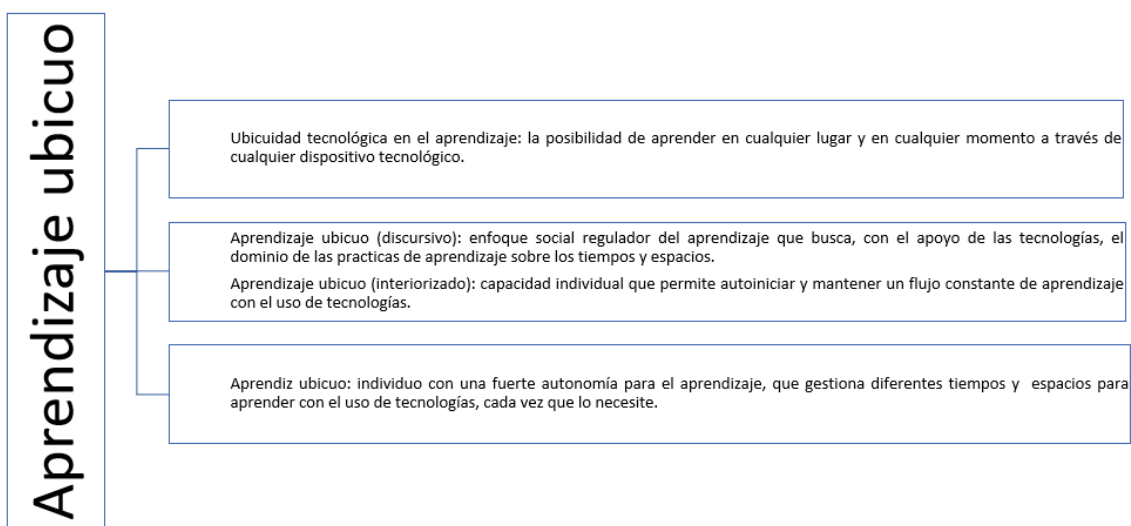 Aprendizaje ubicuo
Ubicuidad tecnológica en el aprendizaje: la posibilidad de aprender en cualquier lugar y en cualquier momento a través de
cualquier dispositivo tecnológico.
Aprendizaje ubicuo (discursivo): enfoque social regulador del aprendizaje que busca, con el apoyo de las tecnologías, el
dominio de las practicas de aprendizaje sobre los tiempos y espacios.
Aprendizaje ubicuo (interiorizado): capacidad individual que permite autoiniciar y mantener un flujo constante de aprendizaje
con el uso de tecnologías.
Aprendiz ubicuo: individuo con una fuerte autonomía para el aprendizaje, que gestiona diferentes tiempos y espacios para
aprender con el uso de tecnologías, cada vez que lo necesite.